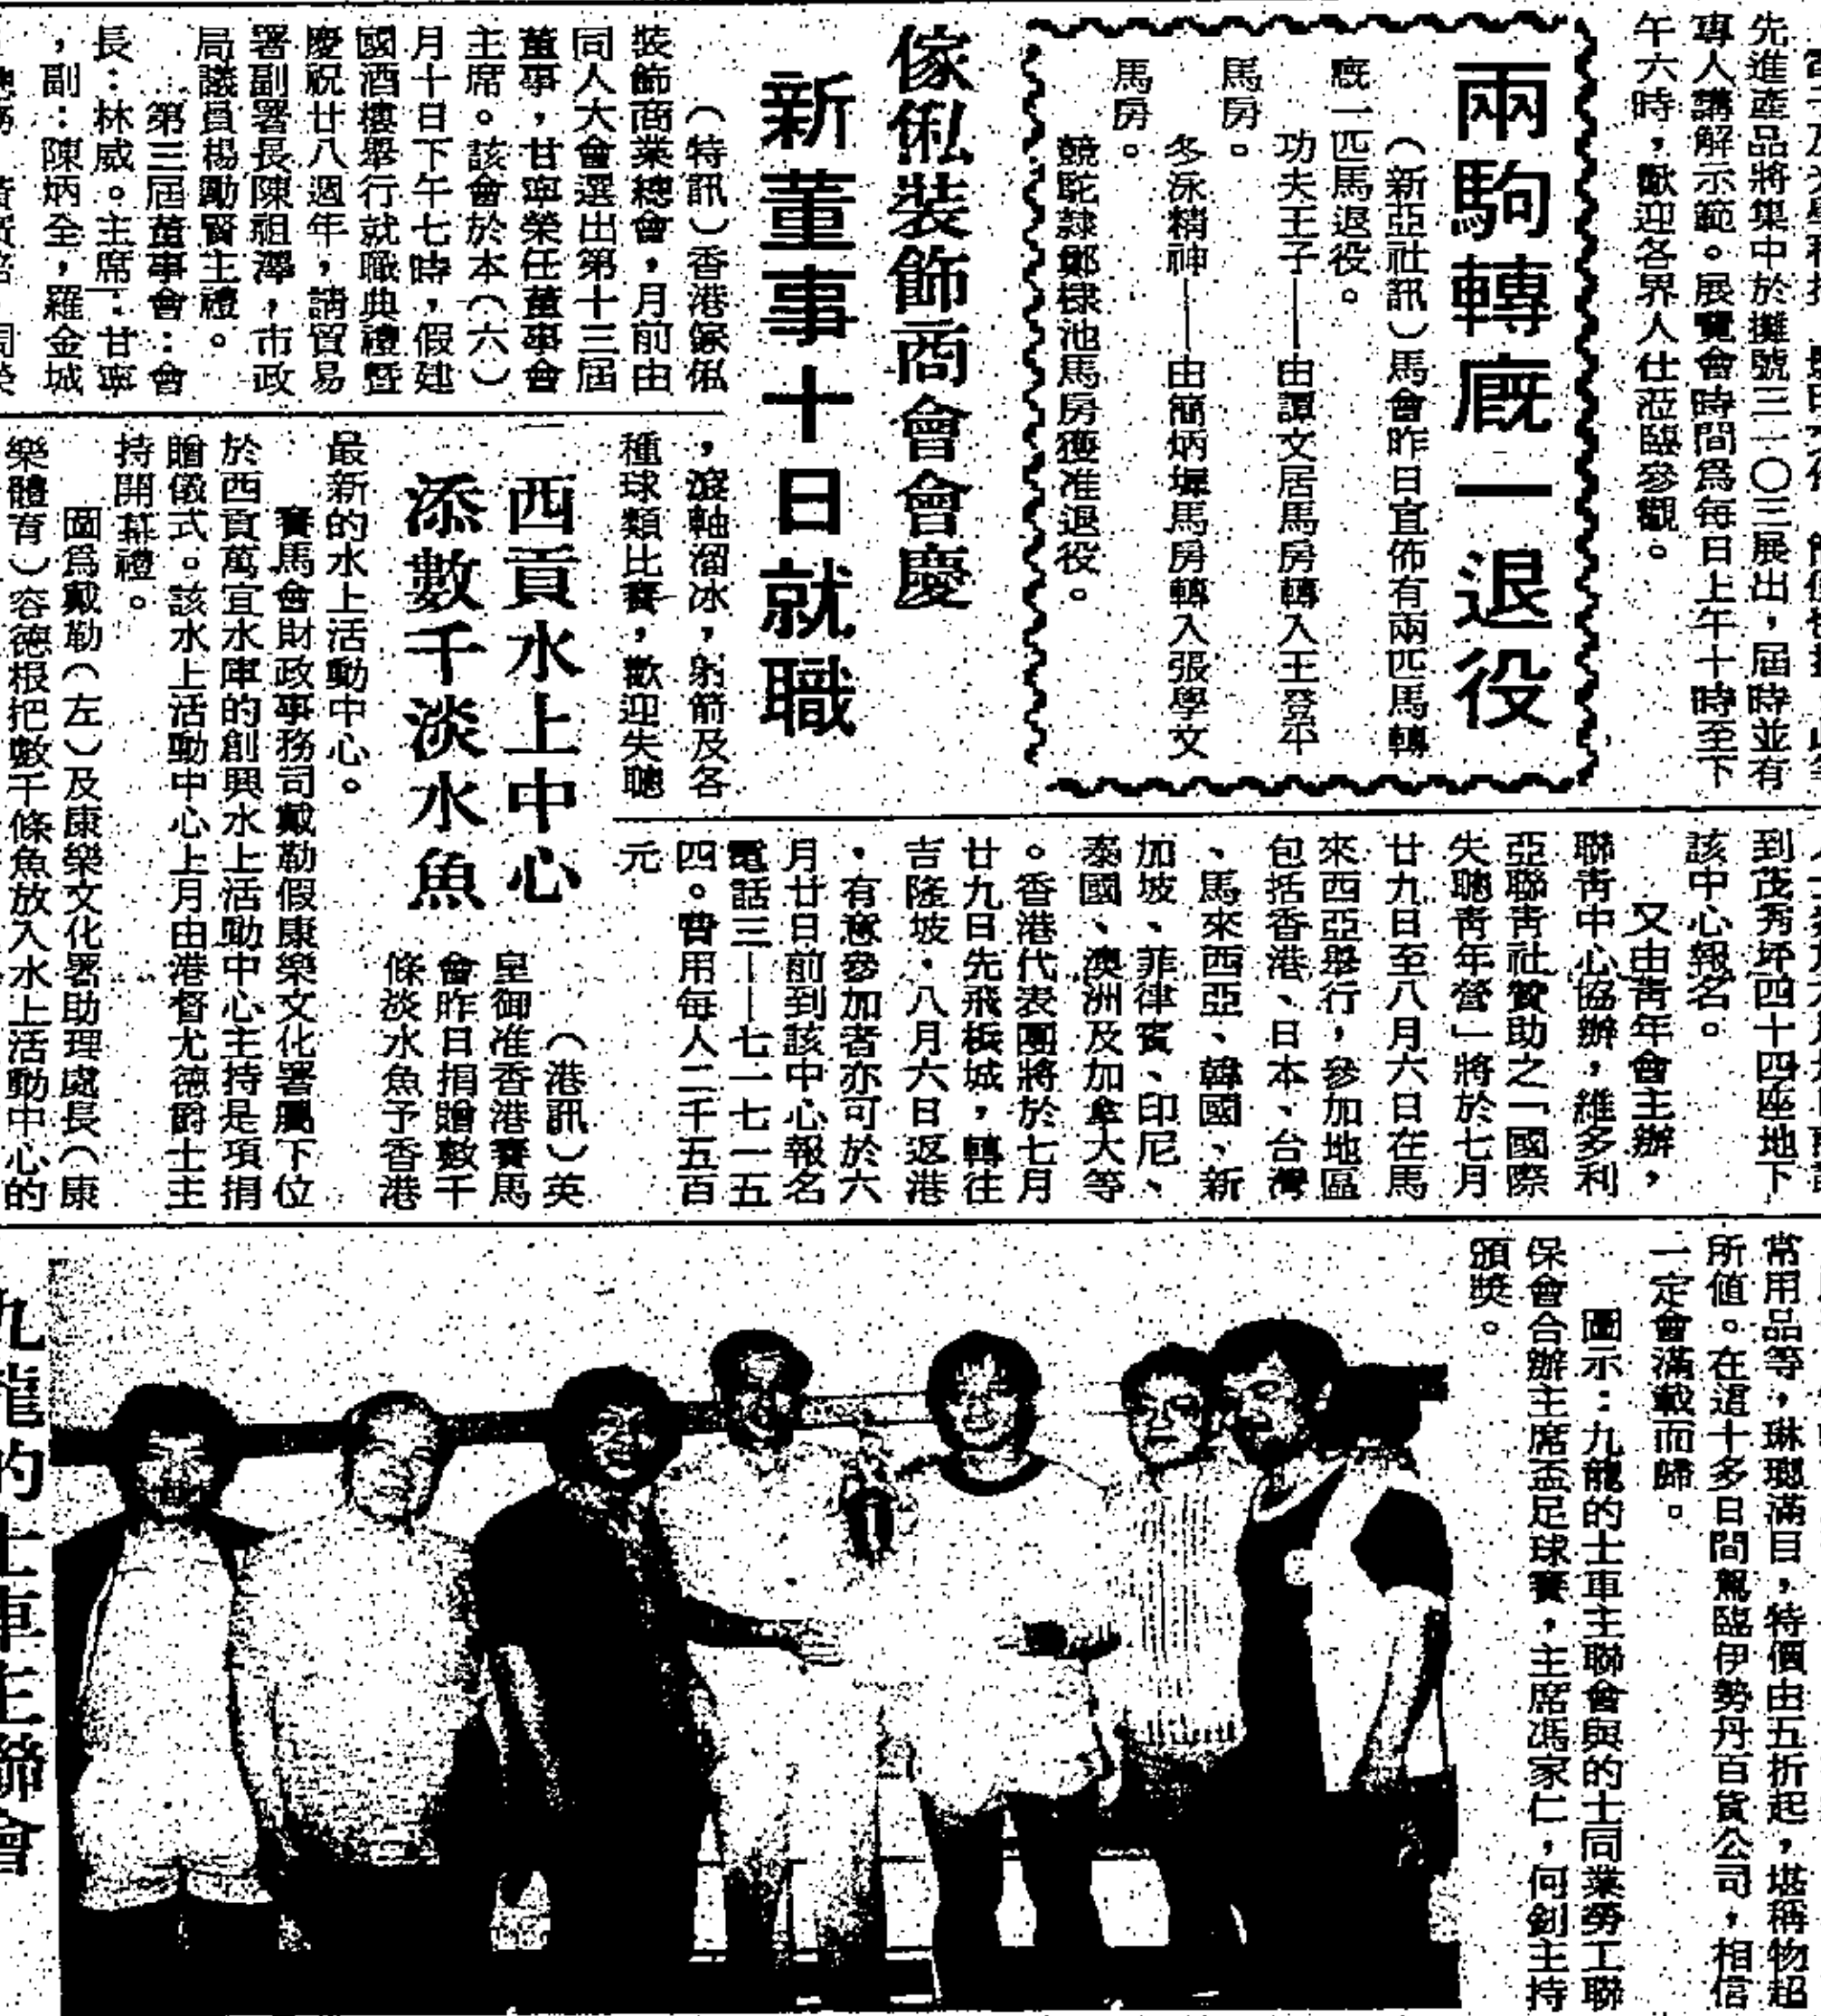 先進產品將集中於攤號三一〇三展出，屆時並有
專人講解示範。展覽會時間爲每日上午十時至下
午六時，歡迎各界人仕蒞臨參觀。
兩駒轉廐一退役
（新亞社訊）馬會昨日宣佈有兩匹馬轉
廐一匹馬退役。
功夫王子——由譚文居馬房轉入王登平
馬房。
冬泳精神——由簡炳墀馬房轉入張學文
馬房。
競駝隸鄭棣池馬房獲准退役。
傢俬裝飾商會會慶
新董事十日就職
（特訊）香港傢俬
裝飾商業總會，月前由
同人大會選出第十三屆
董事，甘寧榮任董事會
主席。該會於本（六）
月十日下午七時，假建
國酒樓舉行就職典禮暨
慶祝廿八週年，請貿易
署副署長陳祖澤，市政
局議員楊勵賢主禮。
第三屆董事會：會
長：林威。主席：甘寧
，副：陳炳全，羅金城
到茂秀坪四十四座地下
該中心報名。
又由青年會主辦，
聯青中心協辦，維多利
亞聯青社贊助之「國際
失聰青年營」將於七月
廿九日至八月六日在馬
來西亞舉行，參加地區
包括香港、日本、台灣
、馬來西亞、韓國、新
加坡、菲律賓、印尼、
泰國、澳洲及加拿大等
。香港代表團將於七月
廿九日先飛檳城，轉往
吉隆坡，八月六日返港
，有意參加者亦可於六
月廿日前到該中心報名
電話三——七一七一五
四。費用每人二千五百
元
，滾軸溜冰，射箭及各
種球類比賽，歡迎失聰
西貢水上中心
添數千淡水魚
（港訊）英
皇御准香港賽馬
會昨日捐贈數千
條淡水魚予香港
最新的水上活動中心。
賽馬會財政事務司戴勒假康樂文化署屬下位
於西貢萬宜水庫的創興水上活動中心主持是項捐
贈儀式。該水上活動中心上月由港督尤德爵士主
持開幕禮。
圖爲戴勒（左）及康樂文化署助理處長（康
樂體育）容德根把數千條魚放入水上活動中心的
常用品等，琳瑯滿目，特價由五折起，堪稱物超
所值。在這十多日間駕臨伊勢丹百貨公司，相信
一定會滿載而歸。
圖示：九龍的士車主聯會與的士同業勞工聯
保會合辦主席盃足球賽，主席馮家仁，何釗主持
頒獎。
九龍的士車主聯會